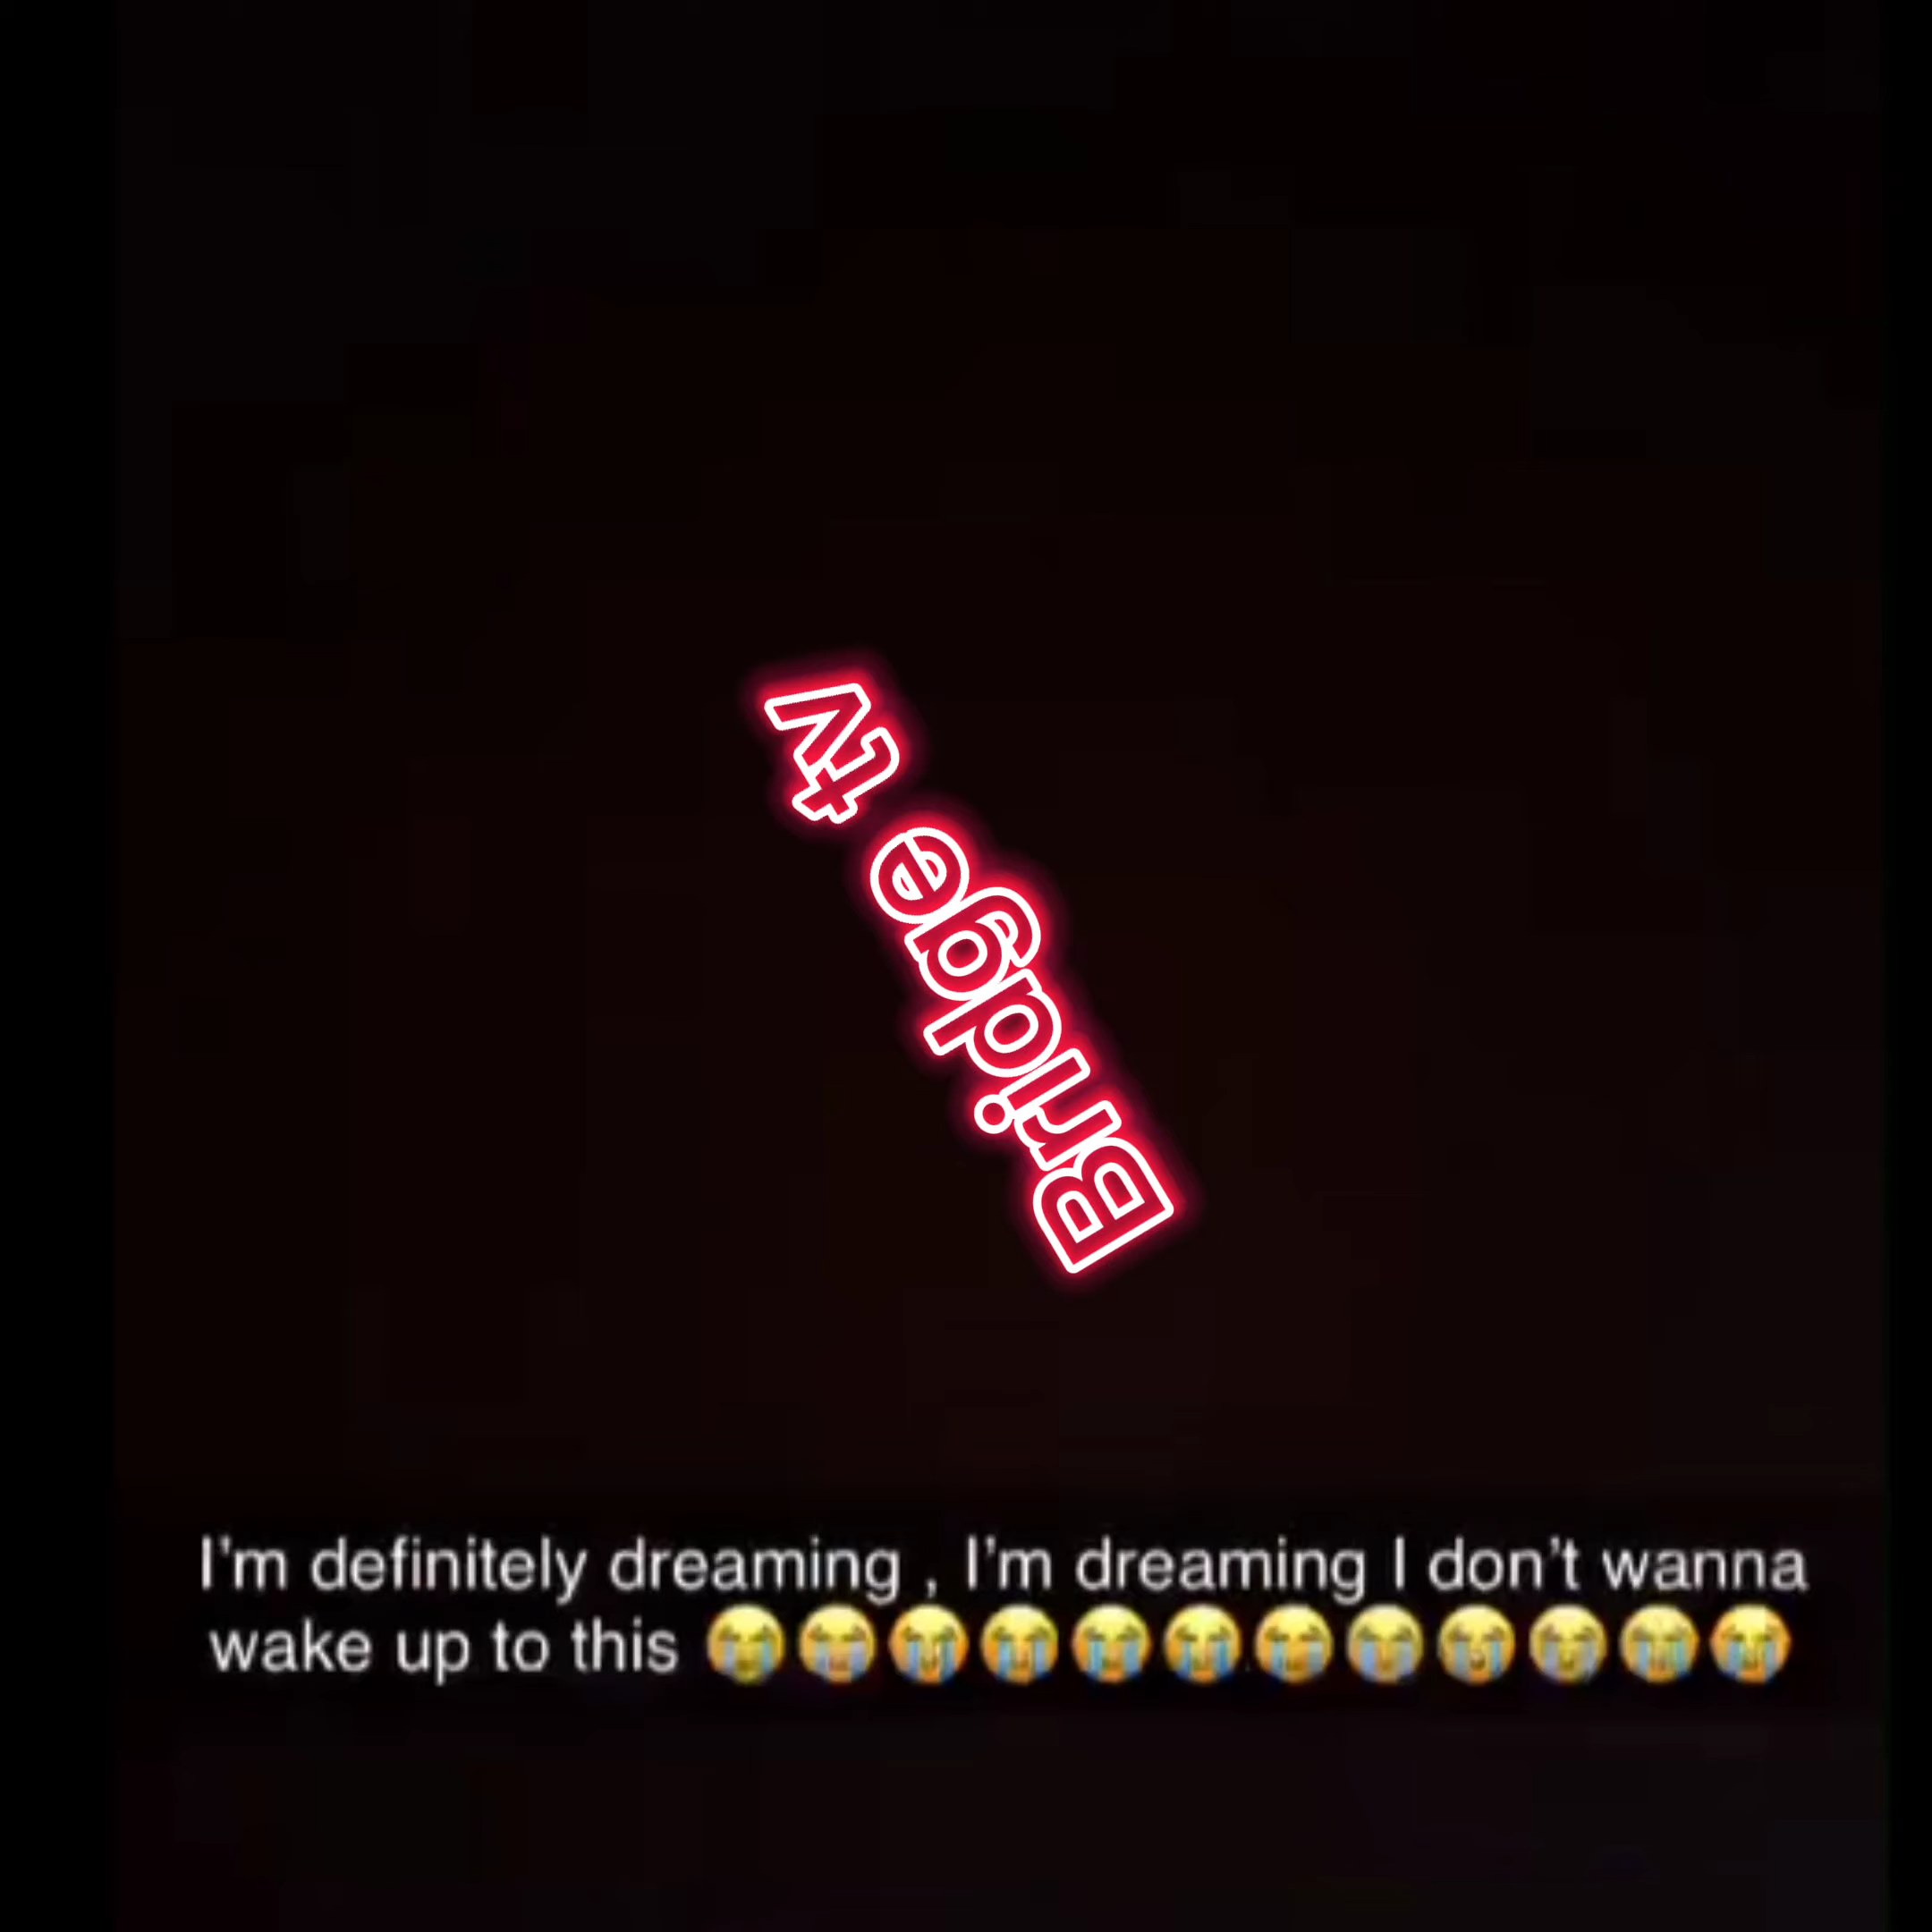 Bridge tv
I'm definitely dreaming , I'm dreaming I don't wanna
wake up to this 😭😭😭😭😭😭😭😭😭😭😭😭